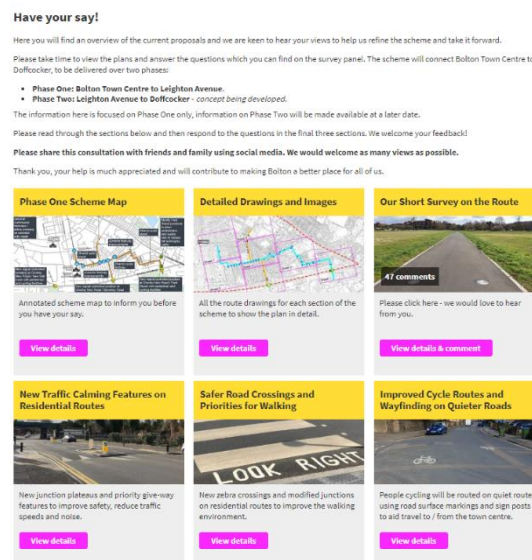 Have your say!
Here you will find an overview of the current proposals and we are keen to hear your views to help us refine the scheme and take it forward.
Please take time to view the plans and answer the questions which you can find on the survey panel. The scheme will connect Bolton Town Centre to
Doffcocker, to be delivered over two phases:
Phase One: Bolton Town Centre to Leighton Avenue.
Phase Two: Leighton Avenue to Doffcocker - concept being developed.
The information here is focused on Phase One only, information on Phase Two will be made available at a later date.
Please read through the sections below and then respond to the questions in the final three sections. We welcome your feedback!
Please share this consultation with friends and family using social media. We would welcome as many views as possible.
Thank you, your help is much appreciated and will contribute to making Bolton a better place for all of us.
Phase One Scheme Map
Annotated scheme map to inform you before
you have your say.
View details
Detailed Drawings and Images
All the route drawings for each section of the
scheme to show the plan in detail.
View details
Our Short Survey on the Route
47 comments
Please click here - we would love to hear
from you.
View details & comment
New Traffic Calming Features on
Residential Routes
New junction plateaus and priority give-way
features to improve safety, reduce traffic
speeds and noise.
View details
Safer Road Crossings and
Priorities for Walking
LOOK RIGHT
New zebra crossings and modified junctions
on residential routes to improve the walking
environment.
View details
Improved Cycle Routes and
Wayfinding on Quieter Roads
People cycling will be routed on quiet route
using road surface markings and sign posts
to aid travel to / from the town centre.
View details